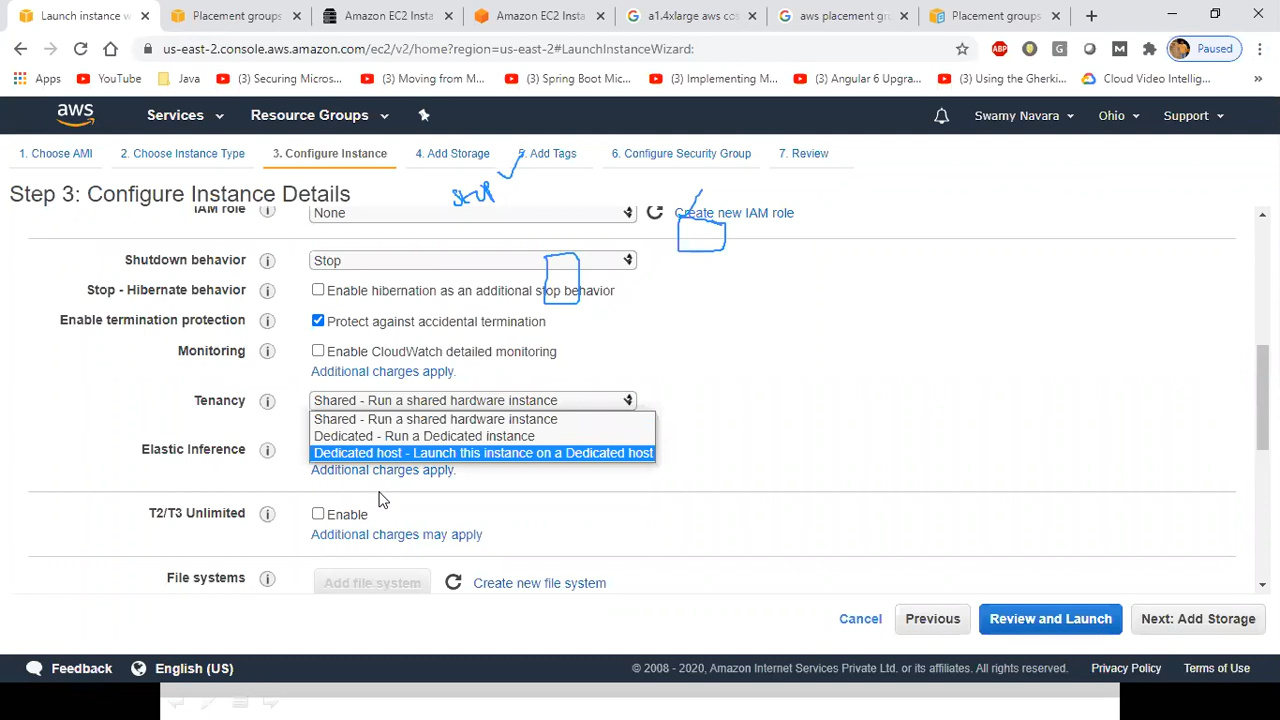 Launch instance w
Placement groups
Amazon EC2 Insta
Amazon EC2 Insta
a1.4xlarge aws cos
aws placement gro
Placement groups
us-east-2.console.aws.amazon.com/ec2/v2/home?region=us-east-2#LaunchInstanceWizard:
ABP
G
M
Paused
Apps
YouTube
Java
(3) Securing Micros...
(3) Moving from M...
(3) Spring Boot Mic...
(3) Implementing M...
(3) Angular 6 Upgra...
(3) Using the Gherki...
Cloud Video Intellig...
»
aws
Services
Resource Groups
Swamy Navara
Ohio
Support
1. Choose AMI
2. Choose Instance Type
3. Configure Instance
4. Add Storage
5. Add Tags
6. Configure Security Group
7. Review
Step 3: Configure Instance Details
IAM role
None
Create new IAM role
Shutdown behavior
Stop
Stop - Hibernate behavior
Enable hibernation as an additional stop behavior
Enable termination protection
Protect against accidental termination
Monitoring
Enable CloudWatch detailed monitoring
Additional charges apply.
Tenancy
Shared - Run a shared hardware instance
Shared - Run a shared hardware instance
Dedicated - Run a Dedicated instance
Dedicated host - Launch this instance on a Dedicated host
Elastic Inference
Additional charges apply.
T2/T3 Unlimited
Enable
Additional charges may apply
File systems
Add file system
Create new file system
Cancel
Previous
Review and Launch
Next: Add Storage
Feedback
English (US)
© 2008 - 2020, Amazon Internet Services Private Ltd. or its affiliates. All rights reserved.
Privacy Policy
Terms of Use